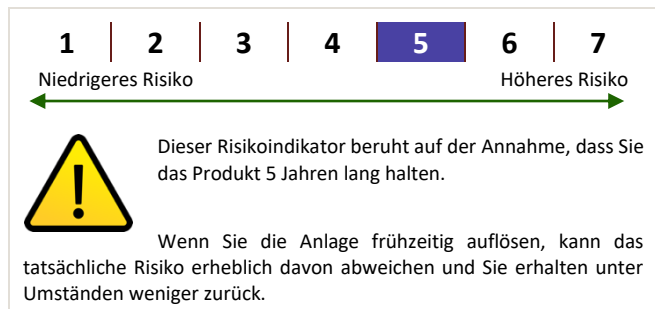 1 2 3 4 5 6 7
Niedrigeres Risiko Höheres Risiko
Dieser Risikoindikator beruht auf der Annahme, dass Sie
das Produkt 5 Jahren lang halten.
Wenn Sie die Anlage frühzeitig auflösen, kann das
tatsächliche Risiko erheblich davon abweichen und Sie erhalten unter
Umständen weniger zurück.